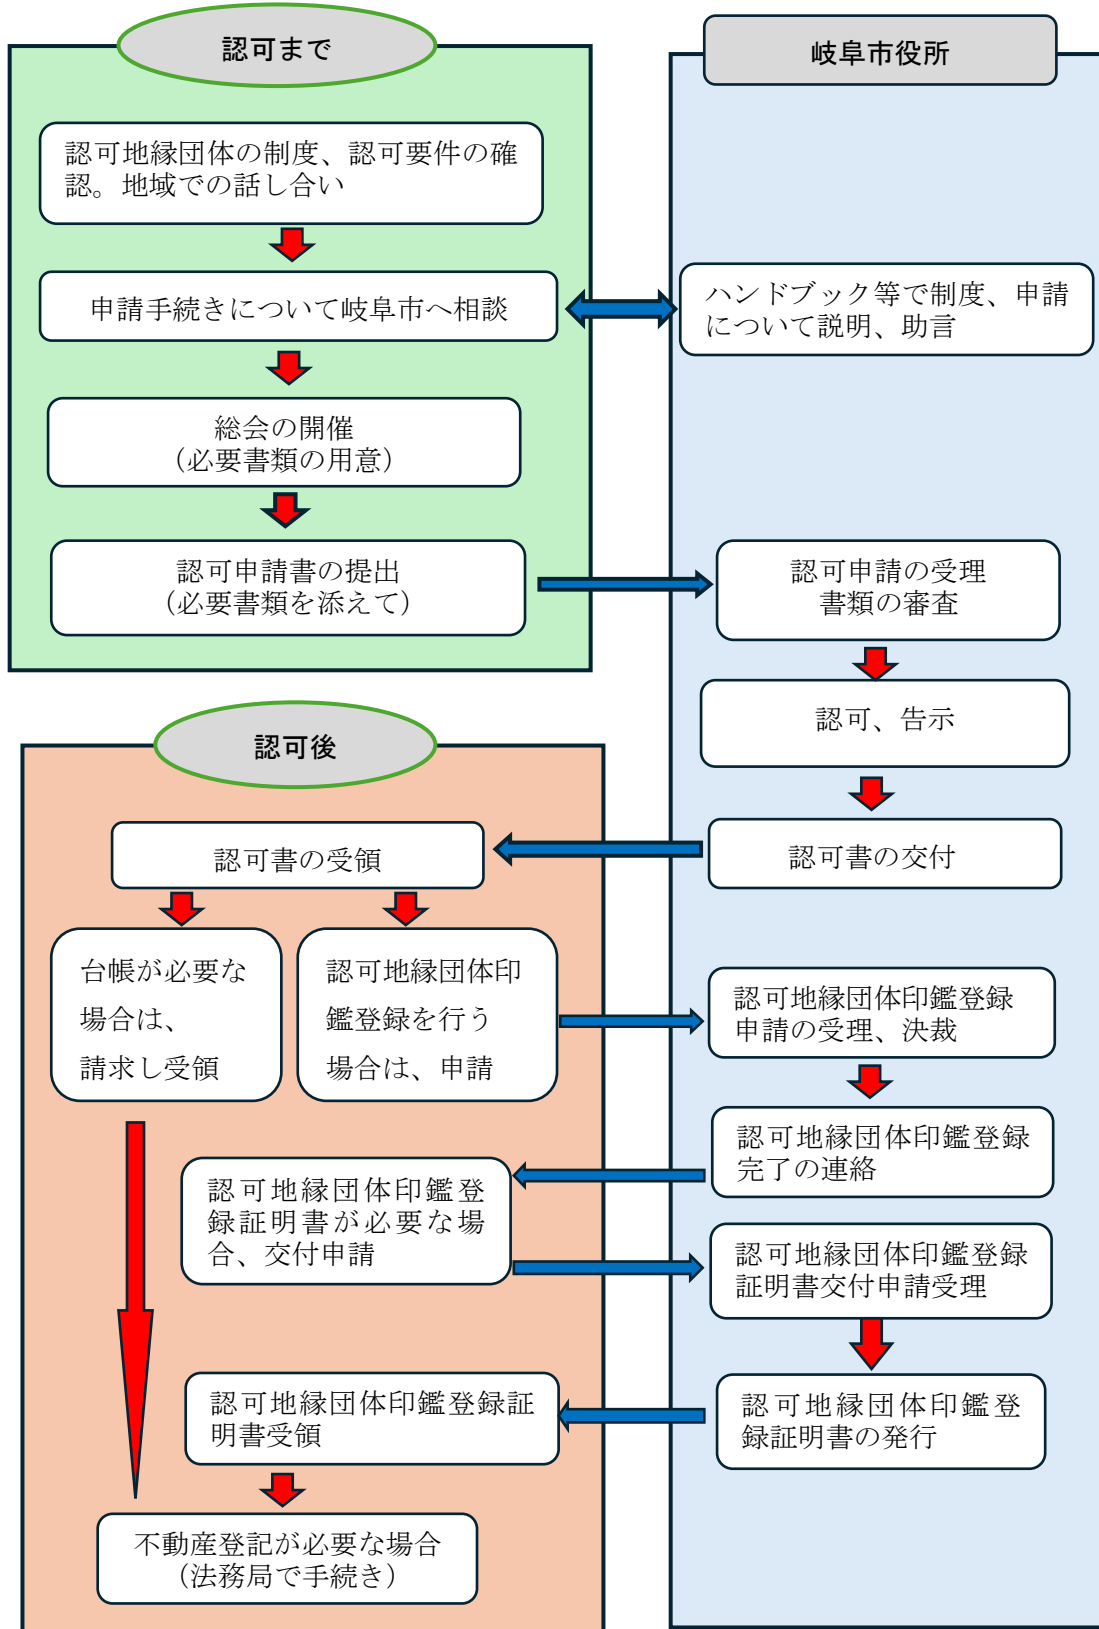 認可まで
岐阜市役所
認可地縁団体の制度、認可要件の確
認。地域での話し合い
申請手続きについて岐阜市へ相談
ハンドブック等で制度、申請
について説明、助言
総会の開催
（必要書類の用意）
認可申請書の提出
（必要書類を添えて）
認可申請の受理
書類の審査
認可、告示
認可後
認可書の受領
認可書の交付
台帳が必要な
場合は、
請求し受領
認可地縁団体印
鑑登録を行う
場合は、申請
認可地縁団体印鑑登録
申請の受理、決裁
認可地縁団体印鑑登録
完了の連絡
認可地縁団体印鑑登
録証明書が必要な場
合、交付申請
認可地縁団体印鑑登録
証明書交付申請受理
認可地縁団体印鑑登録証
明書受領
認可地縁団体印鑑登
録証明書の発行
不動産登記が必要な場合
（法務局で手続き）